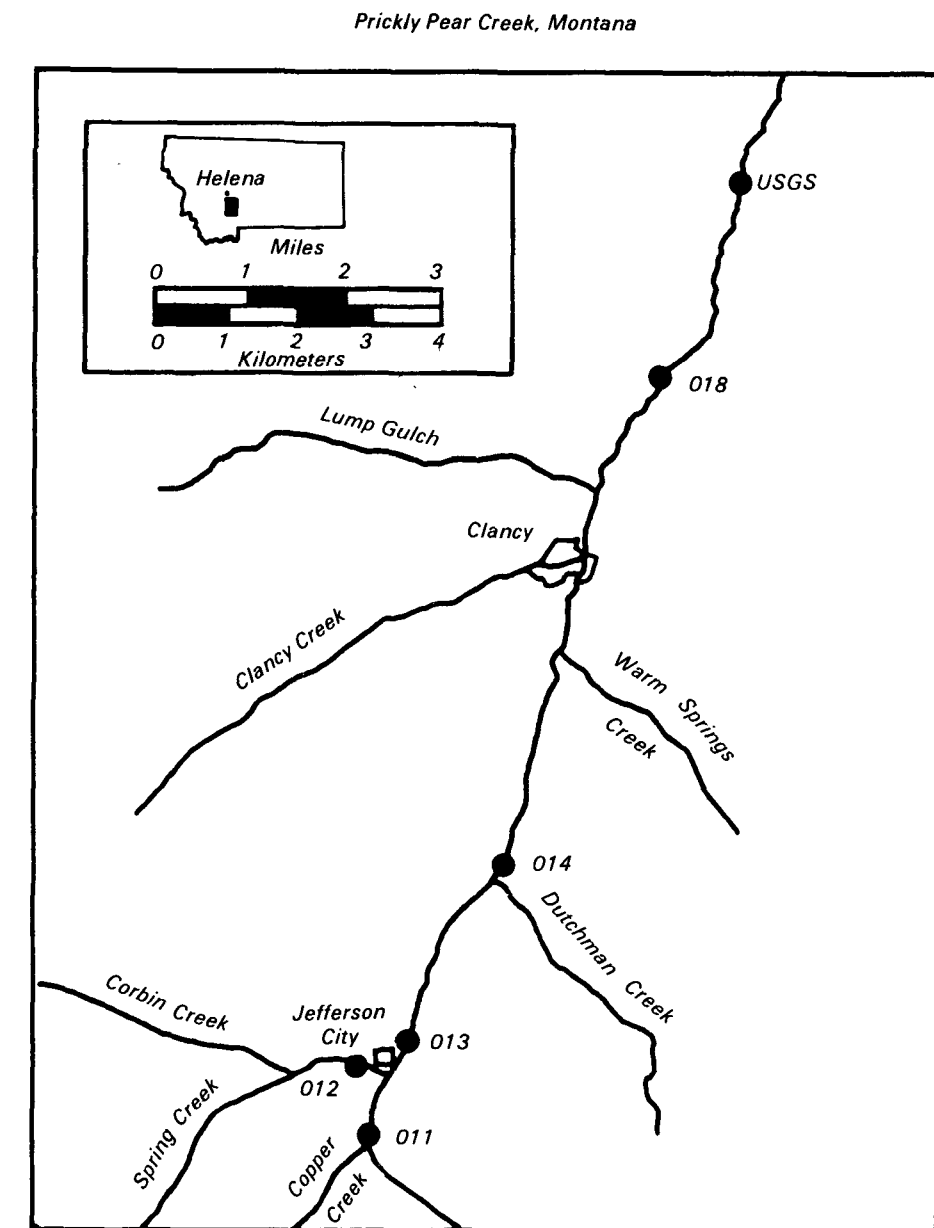 Prickly Pear Creek, Montana
Helena
Miles
0 1 2 3
0 1 2 3 4
Kilometers
USGS
018
Lump Gulch
Clancy
Clancy Creek
Warm Springs
Creek
014
Dutchman Creek
Corbin Creek
Jefferson
City
013
012
Spring Creek
011
Copper
Creek